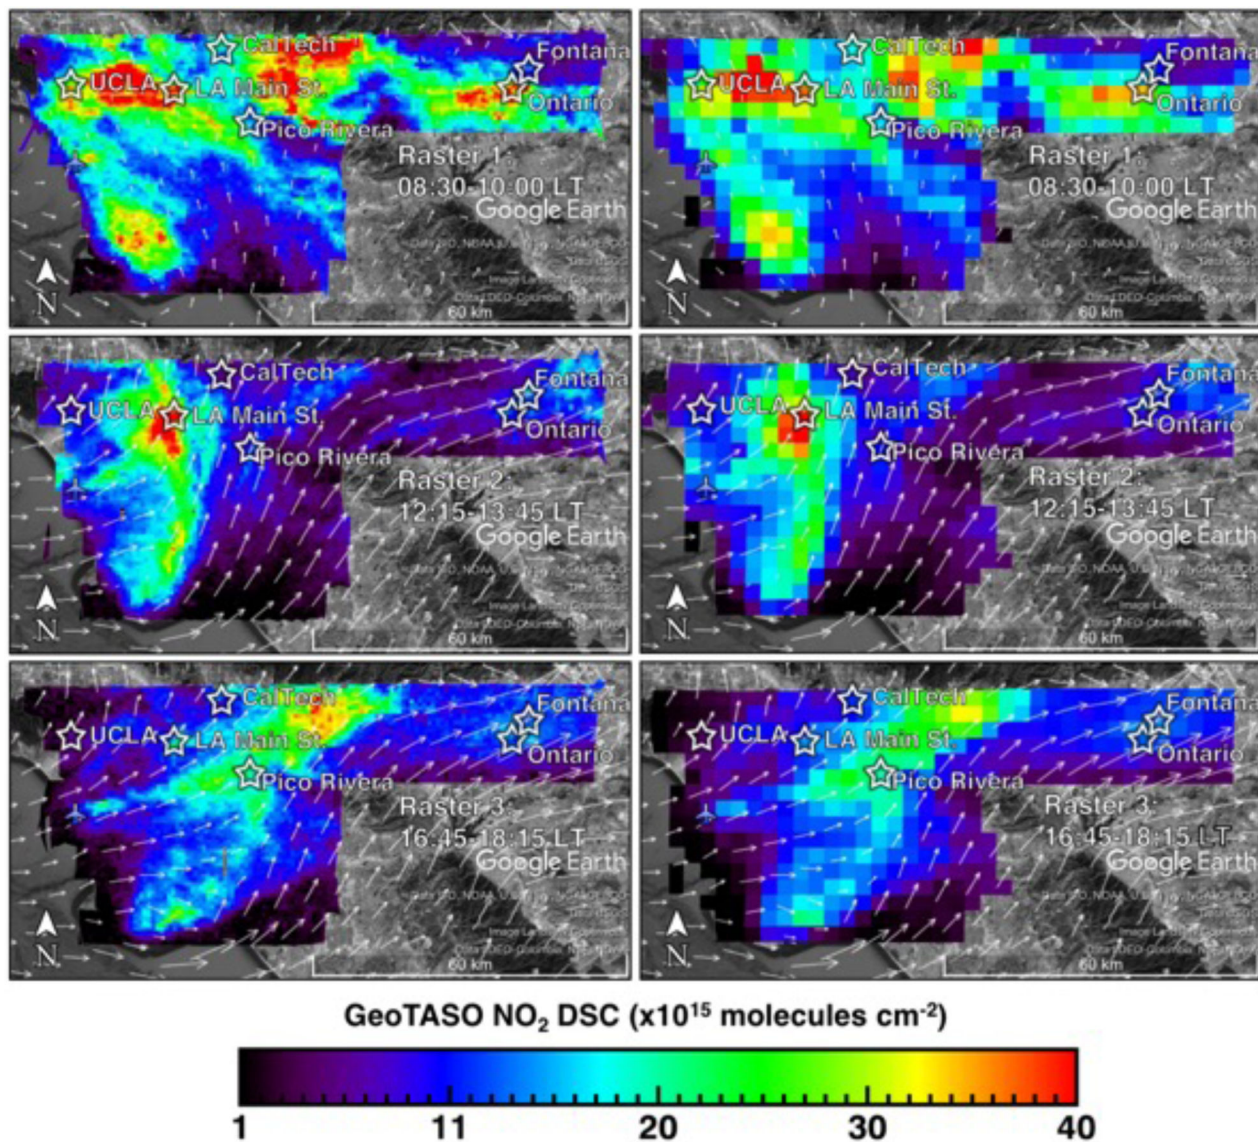 CalTech
Fontana
UCLA
LA Main St.
Ontario
Pico Rivera
Raster 1:
08:30-10:00 LT
Google Earth
N
60 km
CalTech
Fontana
UCLA
LA Main St.
Ontario
Pico Rivera
Raster 1:
08:30-10:00 LT
Google Earth
N
60 km
CalTech
Fontana
UCLA
LA Main St.
Ontario
Pico Rivera
Raster 2:
12:15-13:45 LT
Google Earth
N
60 km
CalTech
Fontana
UCLA
LA Main St.
Ontario
Pico Rivera
Raster 2:
12:15-13:45 LT
Google Earth
N
60 km
CalTech
Fontana
UCLA
LA Main St.
Ontario
Pico Rivera
Raster 3:
16:45-18:15 LT
Google Earth
N
60 km
CalTech
Fontana
UCLA
LA Main St.
Ontario
Pico Rivera
Raster 3:
16:45-18:15 LT
Google Earth
N
60 km
GeoTASO NO₂ DSC (x10¹⁵ molecules cm⁻²)
1 11 20 30 40